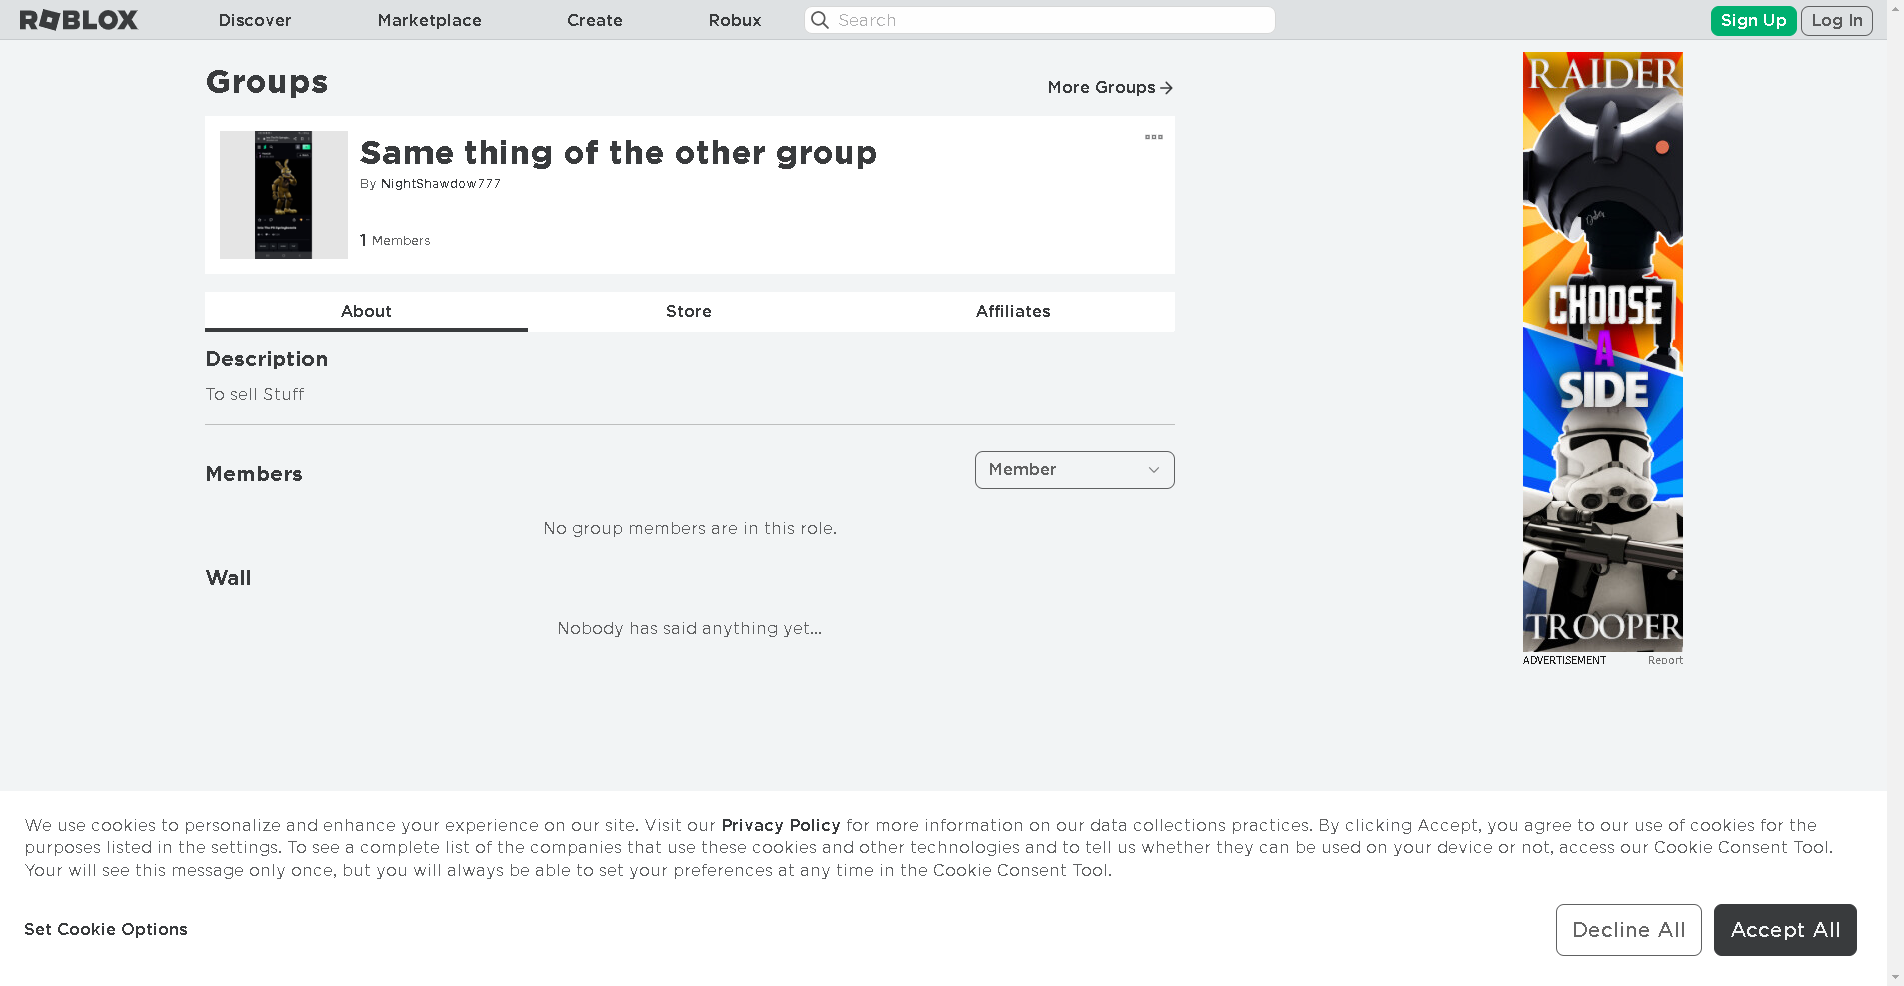 ROBLOX
Discover
Marketplace
Create
Robux
Search
Sign Up
Log In
Groups
More Groups
Same thing of the other group
By NightShawdow777
1 Members
About
Store
Affiliates
Description
To sell Stuff
Members
Member
No group members are in this role.
Wall
Nobody has said anything yet...
RAIDER
CHOOSE
A
SIDE
TROOPER
ADVERTISEMENT
Report
We use cookies to personalize and enhance your experience on our site. Visit our Privacy Policy for more information on our data collections practices. By clicking Accept, you agree to our use of cookies for the
purposes listed in the settings. To see a complete list of the companies that use these cookies and other technologies and to tell us whether they can be used on your device or not, access our Cookie Consent Tool.
Your will see this message only once, but you will always be able to set your preferences at any time in the Cookie Consent Tool.
Set Cookie Options
Decline All
Accept All